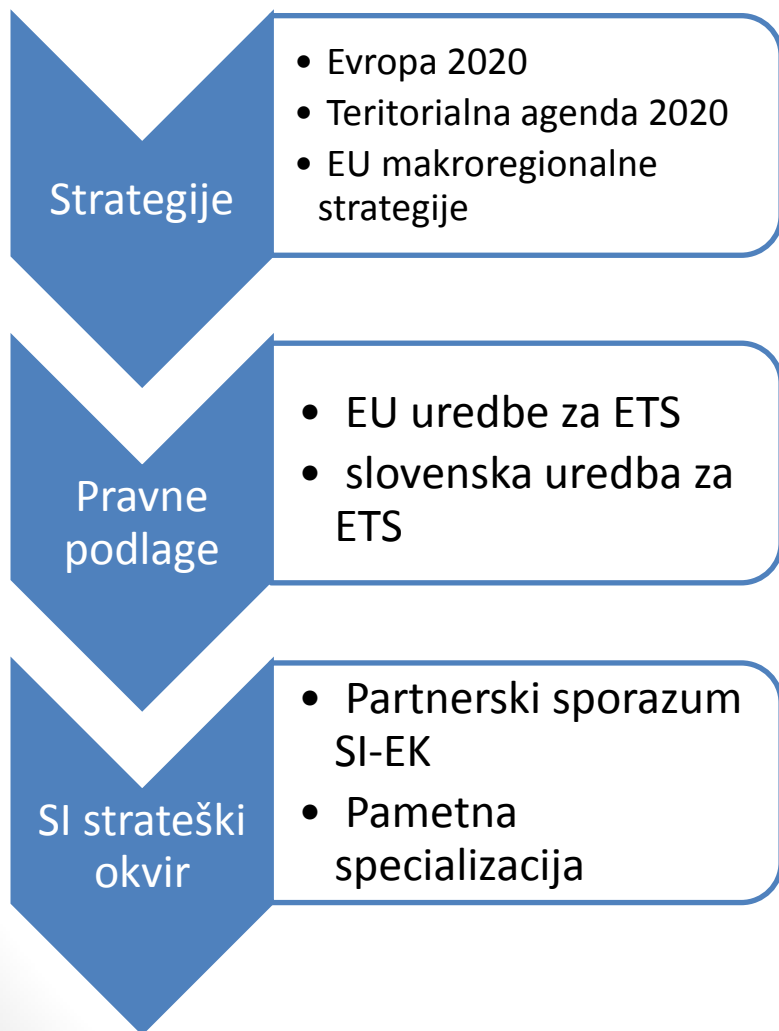 Strategije
• Evropa 2020
• Teritorialna agenda 2020
• EU makroregionalne
strategije
Pravne
podlage
• EU uredbe za ETS
• slovenska uredba za
ETS
SI strateški
okvir
• Partnerski sporazum
SI-EK
• Pametna
specializacija